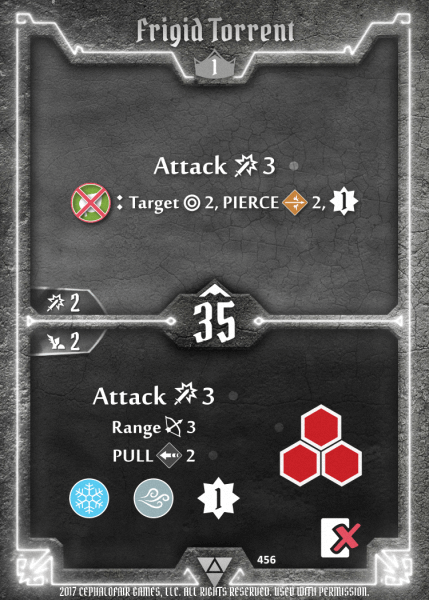 Frigid Torrent
1
Attack 3
: Target 2, PIERCE 2, 1
2
35
2
Attack 3
Range 3
PULL 2
1
456
2017 Cephalofair Games, LLC. All rights reserved. Used with permission.